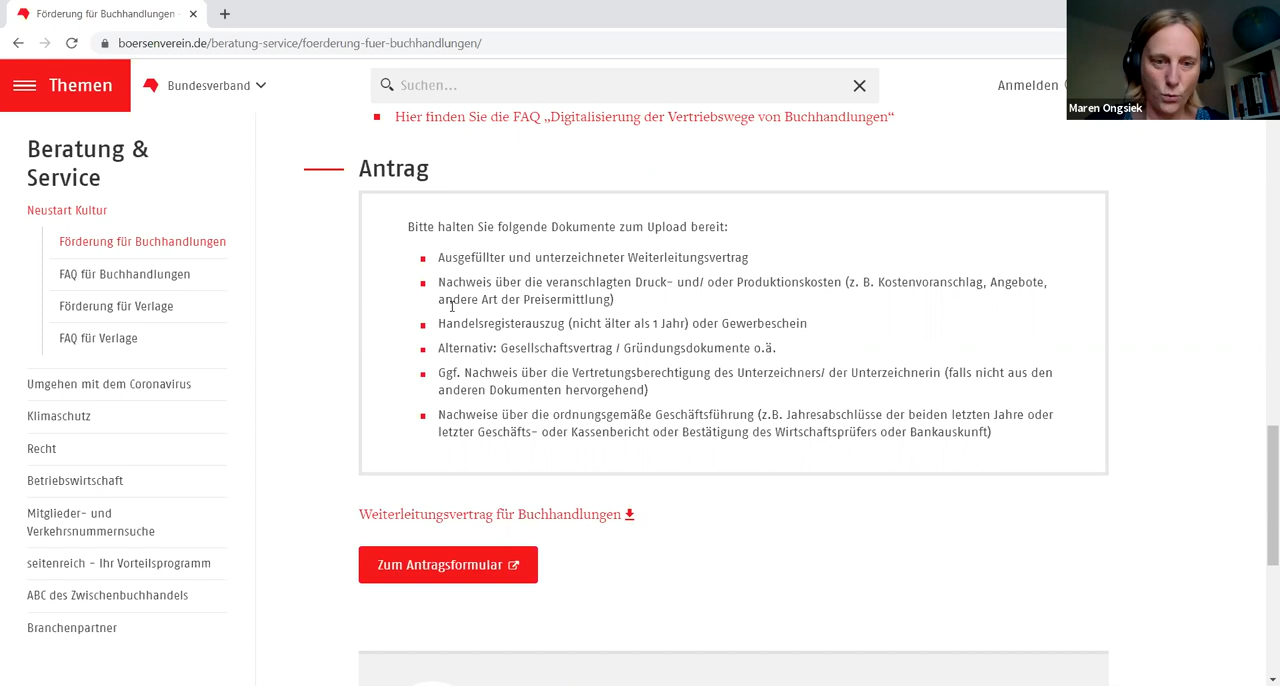 Förderung für Buchhandlungen
boersenverein.de/beratung-service/foerderung-fuer-buchhandlungen/
Themen
Bundesverband
Suchen...
Anmelden
Maren Ongsiek
Hier finden Sie die FAQ „Digitalisierung der Vertriebswege von Buchhandlungen“
Beratung &
Service
Neustart Kultur
Förderung für Buchhandlungen
FAQ für Buchhandlungen
Förderung für Verlage
FAQ für Verlage
Umgehen mit dem Coronavirus
Klimaschutz
Recht
Betriebswirtschaft
Mitglieder- und
Verkehrsnummernsuche
seitenreich - Ihr Vorteilsprogramm
ABC des Zwischenbuchhandels
Branchenpartner
Antrag
Bitte halten Sie folgende Dokumente zum Upload bereit:
Ausgefüllter und unterzeichneter Weiterleitungsvertrag
Nachweis über die veranschlagten Druck- und/ oder Produktionskosten (z. B. Kostenvoranschlag, Angebote,
andere Art der Preisermittlung)
Handelsregisterauszug (nicht älter als 1 Jahr) oder Gewerbeschein
Alternativ: Gesellschaftsvertrag / Gründungsdokumente o.ä.
Ggf. Nachweis über die Vertretungsberechtigung des Unterzeichners/ der Unterzeichnerin (falls nicht aus den
anderen Dokumenten hervorgehend)
Nachweise über die ordnungsgemäße Geschäftsführung (z.B. Jahresabschlüsse der beiden letzten Jahre oder
letzter Geschäfts- oder Kassenbericht oder Bestätigung des Wirtschaftsprüfers oder Bankauskunft)
Weiterleitungsvertrag für Buchhandlungen
Zum Antragsformular